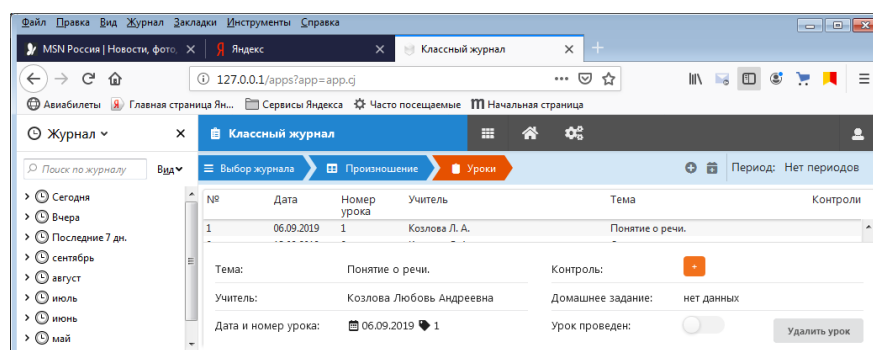 Файл Правка Вид Журнал Закладки Инструменты Справка
MSN Россия | Новости, фото, Яндекс Классный журнал
127.0.0.1/apps?app=app.cj
Авиабилеты Главная страница Ян... Сервисы Яндекса Часто посещаемые Начальная страница
Журнал Классный журнал
Поиск по журналу Вид Выбор журнала Произношение Уроки Период: Нет периодов
Сегодня
Вчера
Последние 7 дн.
сентябрь
август
июль
июнь
май
№ Дата Номер урока Учитель Тема Контроли
1 06.09.2019 1 Козлова Л. А. Понятие о речи.
Тема: Понятие о речи. Контроль: +
Учитель: Козлова Любовь Андреевна Домашнее задание: нет данных
Дата и номер урока: 06.09.2019 1 Урок проведен: Удалить урок